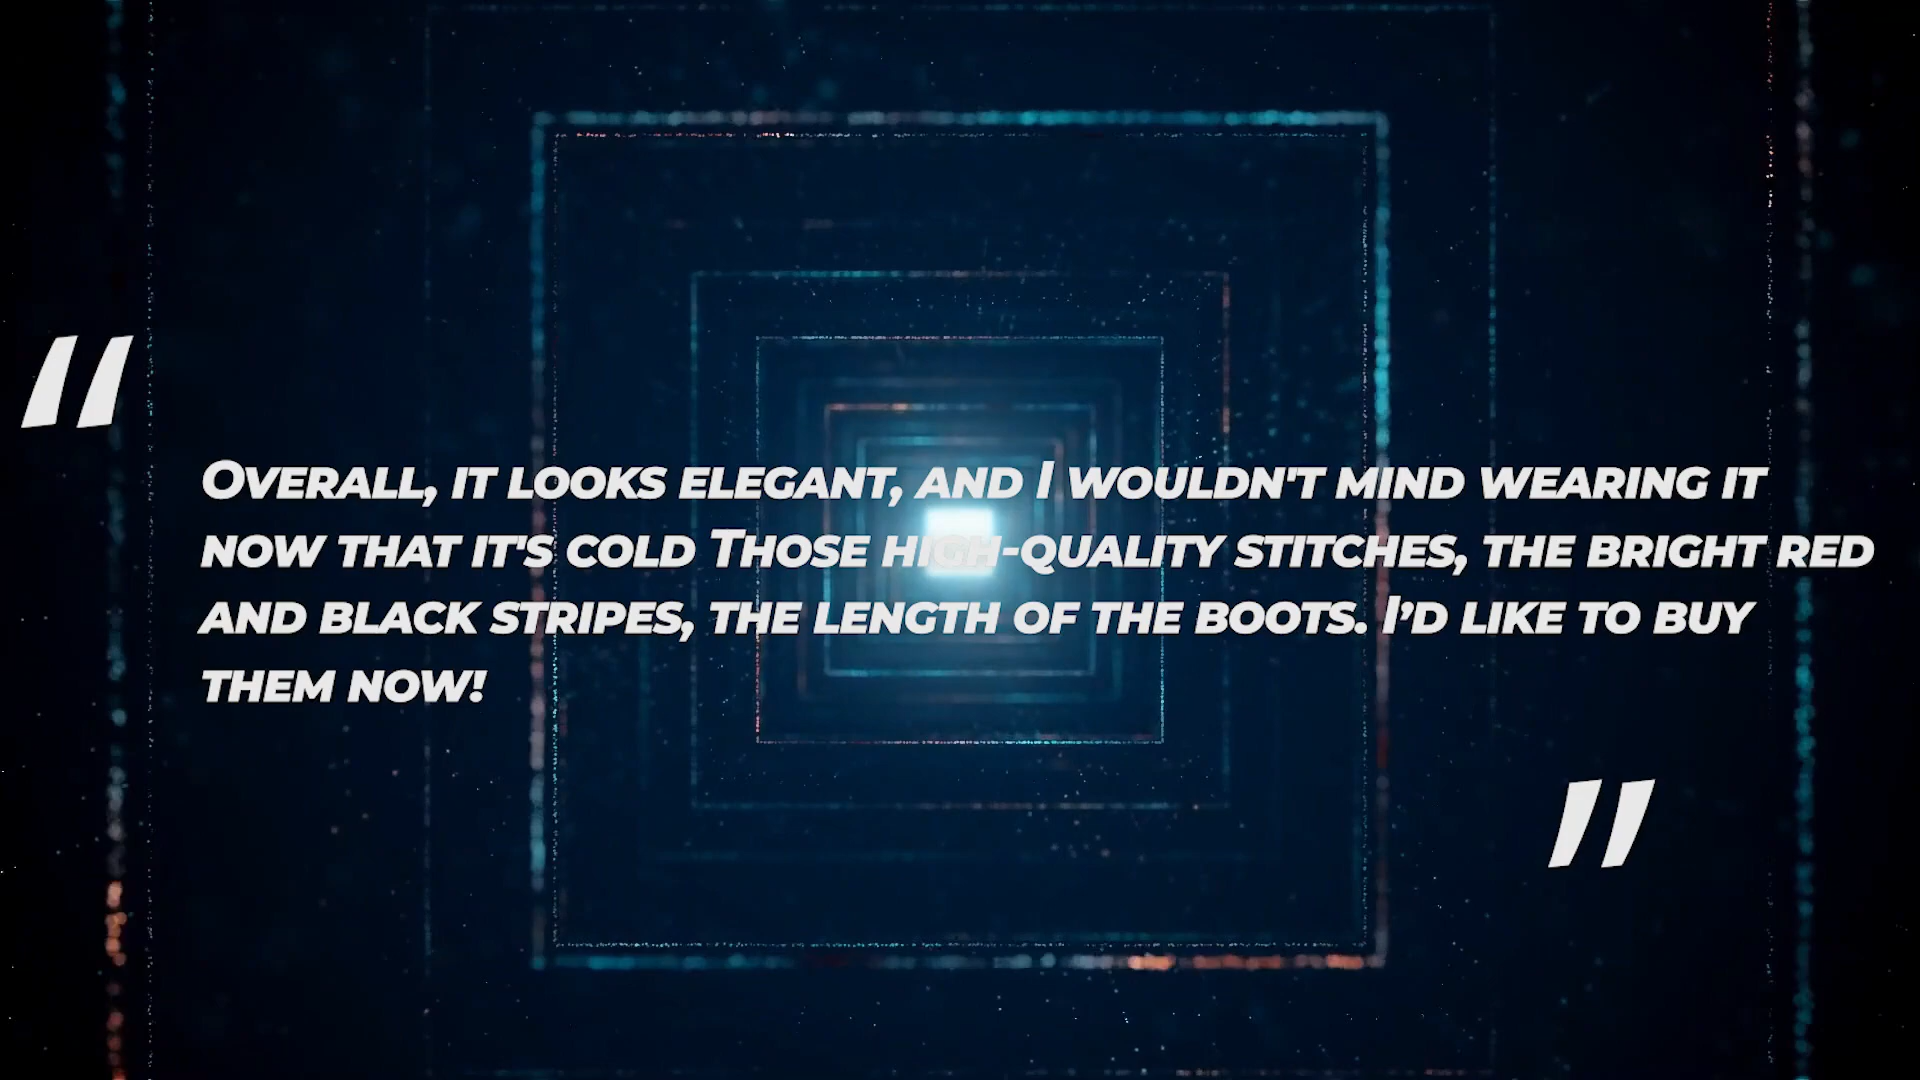 "
Overall, it looks elegant, and I wouldn't mind wearing it
now that it's cold Those high-quality stitches, the bright red
and black stripes, the length of the boots. I’d like to buy
them now!
"